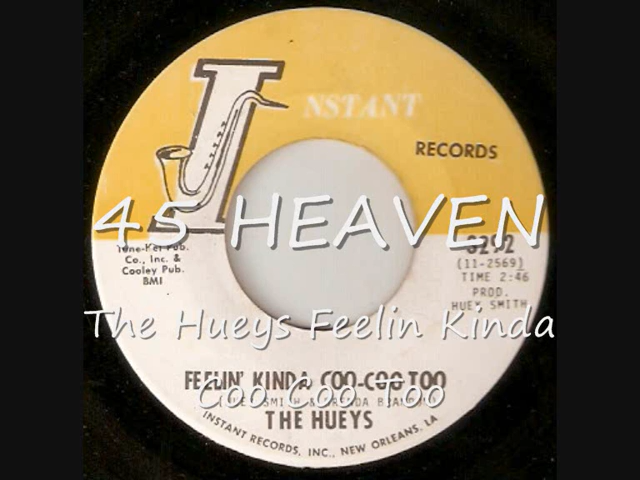 INSTANT
RECORDS
45 HEAVEN
Tune-Kel Pub.
Co., Inc. &
Cooley Pub.
BMI
(11-2569)
TIME 2:46
PROD.
HUEY SMITH
The Hueys Feelin Kinda
FEELIN' KINDA COO-COO TOO
Coo Coo Too
THE HUEYS
INSTANT RECORDS, INC., NEW ORLEANS, LA